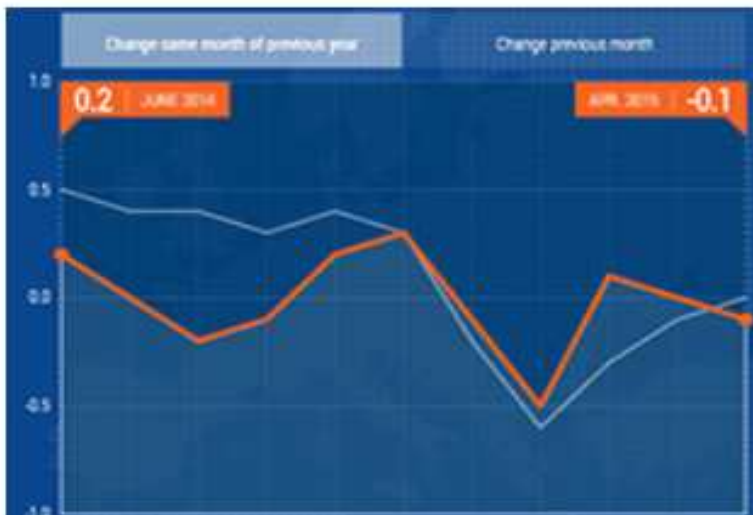 Change same month of previous year
Change previous month
1.0
0.2 JUNE 2014
APR. 2015 -0.1
0.5
0.0
-0.5
-1.0